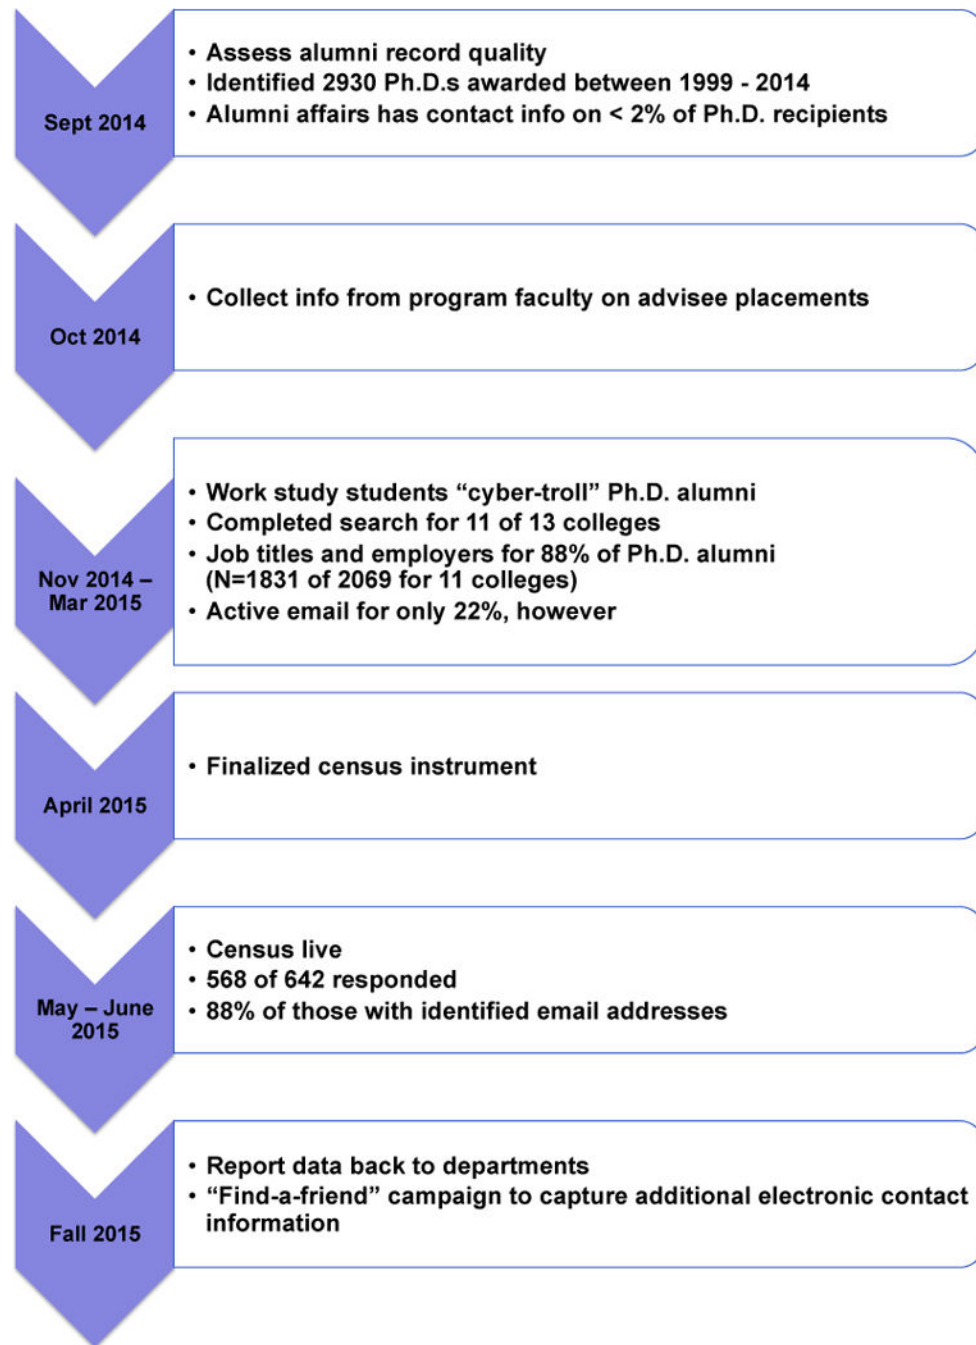 Sept 2014
• Assess alumni record quality
• Identified 2930 Ph.D.s awarded between 1999 - 2014
• Alumni affairs has contact info on < 2% of Ph.D. recipients
Oct 2014
• Collect info from program faculty on advisee placements
Nov 2014 –
Mar 2015
• Work study students “cyber-troll” Ph.D. alumni
• Completed search for 11 of 13 colleges
• Job titles and employers for 88% of Ph.D. alumni
(N=1831 of 2069 for 11 colleges)
• Active email for only 22%, however
April 2015
• Finalized census instrument
May – June
2015
• Census live
• 568 of 642 responded
• 88% of those with identified email addresses
Fall 2015
• Report data back to departments
• “Find-a-friend” campaign to capture additional electronic contact
information